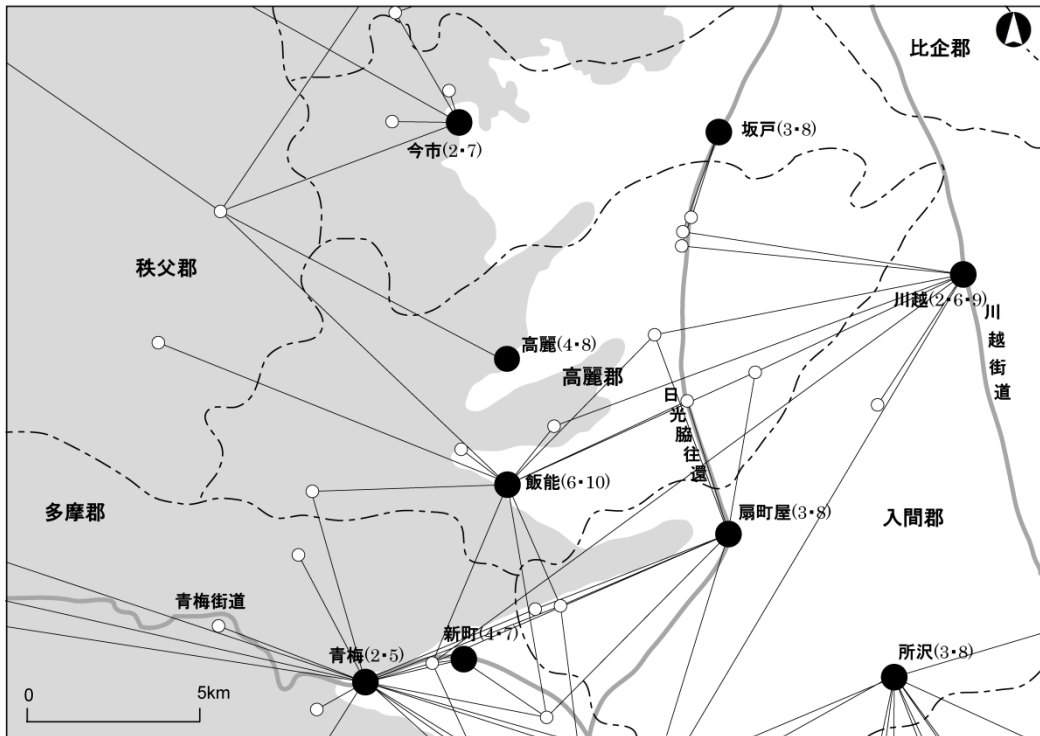 比企郡
坂戸(3・8)
今市(2・7)
秩父郡
川越(2・6・9)
川越街道
高麗(4・8)
高麗郡
日光脇往還
飯能(6・10)
多摩郡
扇町屋(3・8)
入間郡
青梅街道
新町(4・7)
青梅(2・5)
所沢(3・8)
0
5km